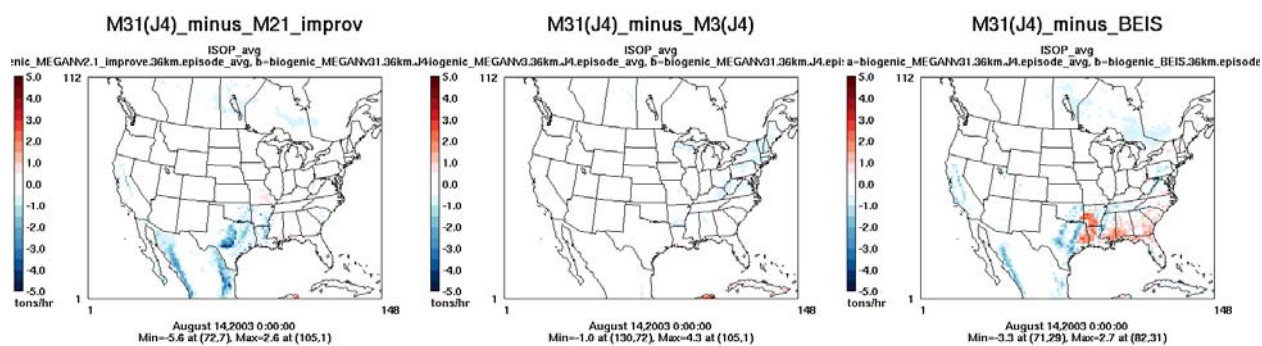 M31(J4)_minus_M21_improv
ISOP_avg
enic_MEGANv2.1_improve.36km.episode_avg, b=biogenic_MEGANv31.36km.J4
5.0
4.0
3.0
2.0
1.0
0.0
-1.0
-2.0
-3.0
-4.0
-5.0
tons/hr
112
1
1
148
August 14,2003 0:00:00
Min=-5.6 at (72,7), Max=2.6 at (105,1)
M31(J4)_minus_M3(J4)
ISOP_avg
iogenic_MEGANv3.36km.J4.episode_avg, b=biogenic_MEGANv31.36km.J4.epi
5.0
4.0
3.0
2.0
1.0
0.0
-1.0
-2.0
-3.0
-4.0
-5.0
tons/hr
112
1
1
148
August 14,2003 0:00:00
Min=-1.0 at (130,72), Max=4.3 at (105,1)
M31(J4)_minus_BEIS
ISOP_avg
a=biogenic_MEGANv31.36km.J4.episode_avg, b=biogenic_BEIS.36km.episode
5.0
4.0
3.0
2.0
1.0
0.0
-1.0
-2.0
-3.0
-4.0
-5.0
tons/hr
112
1
1
148
August 14,2003 0:00:00
Min=-3.3 at (71,29), Max=2.7 at (82,31)